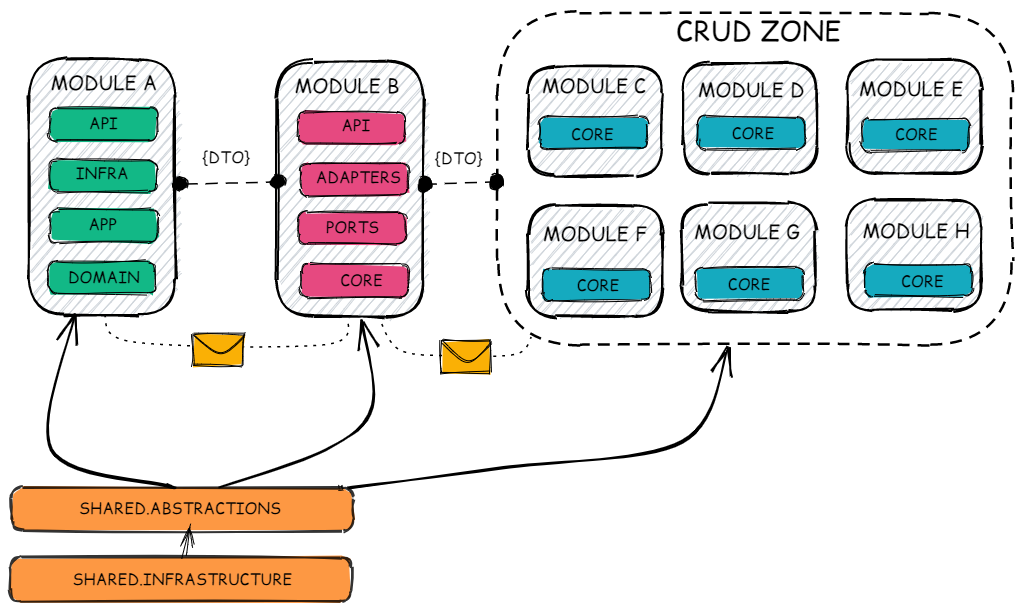 CRUD ZONE
MODULE A
API
INFRA
APP
DOMAIN
{DTO}
MODULE B
API
ADAPTERS
PORTS
CORE
{DTO}
MODULE C
CORE
MODULE D
CORE
MODULE E
CORE
MODULE F
CORE
MODULE G
CORE
MODULE H
CORE
SHARED.ABSTRACTIONS
SHARED.INFRASTRUCTURE